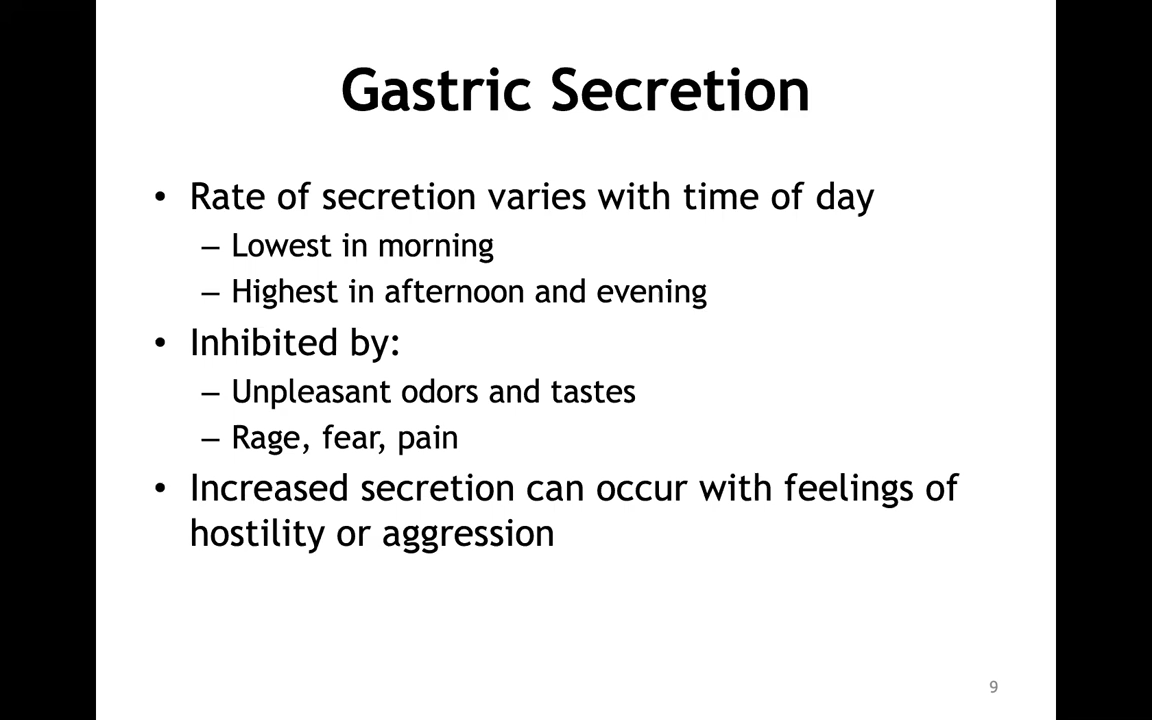 Gastric Secretion
• Rate of secretion varies with time of day
– Lowest in morning
– Highest in afternoon and evening
• Inhibited by:
– Unpleasant odors and tastes
– Rage, fear, pain
• Increased secretion can occur with feelings of
hostility or aggression
9